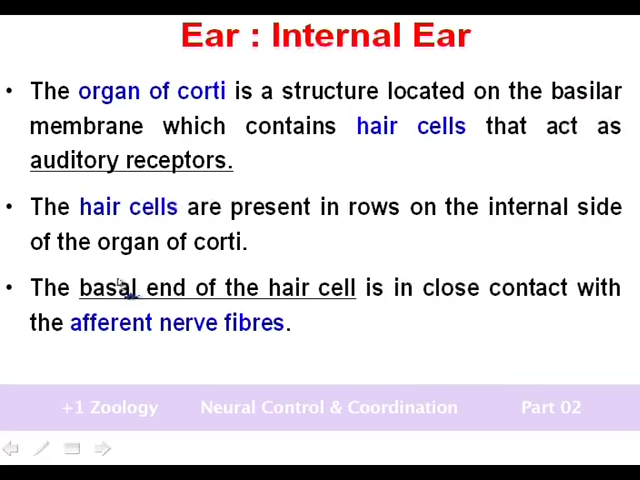 Ear : Internal Ear
• The organ of corti is a structure located on the basilar
membrane which contains hair cells that act as
auditory receptors.
• The hair cells are present in rows on the internal side
of the organ of corti.
• The basal end of the hair cell is in close contact with
the afferent nerve fibres.
+1 Zoology Neural Control & Coordination Part 02